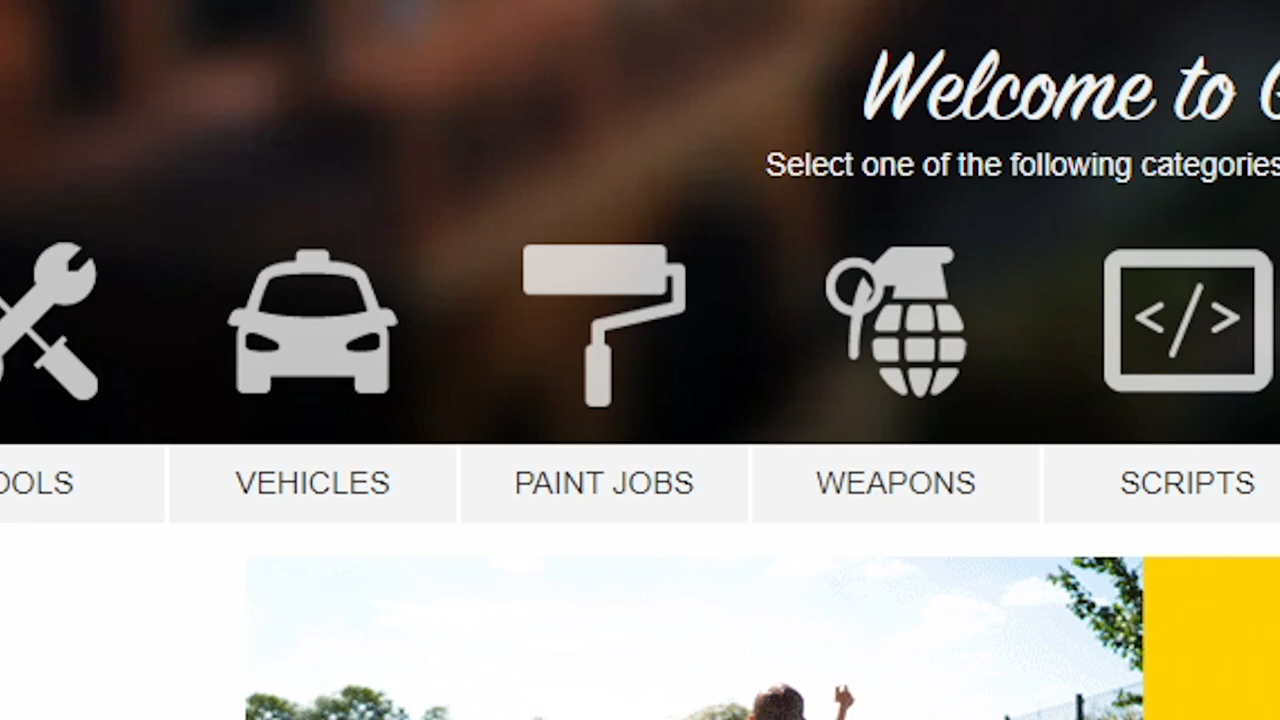 Welcome to
Select one of the following categories
OOLS
VEHICLES
PAINT JOBS
WEAPONS
SCRIPTS